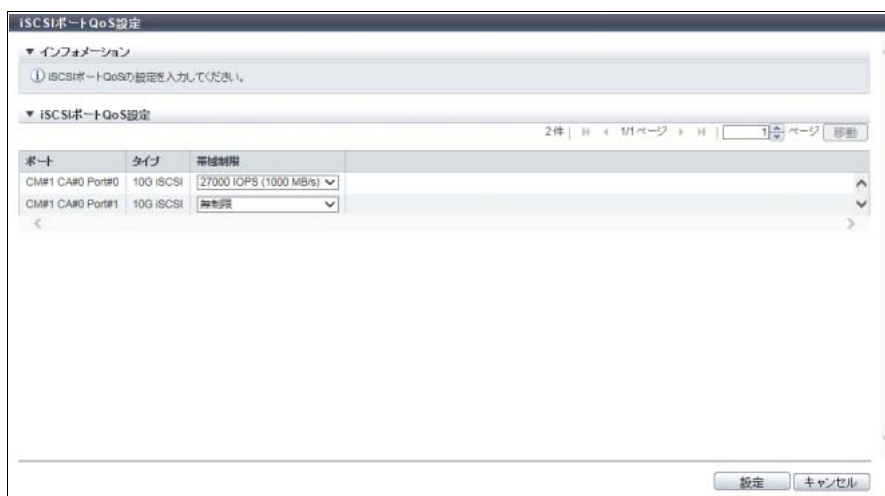 iSCSIポートQoS設定
▼ インフォメーション
iSCSIポートQoSの設定を入力してください。
▼ iSCSIポートQoS設定
2件 | 1/1ページ | 1 ページ 移動
ポート タイプ 帯域制限
CM#1 CA#0 Port#0 10G iSCSI 27000 IOPS (1000 MB/s)
CM#1 CA#0 Port#1 10G iSCSI 無制限
設定 キャンセル